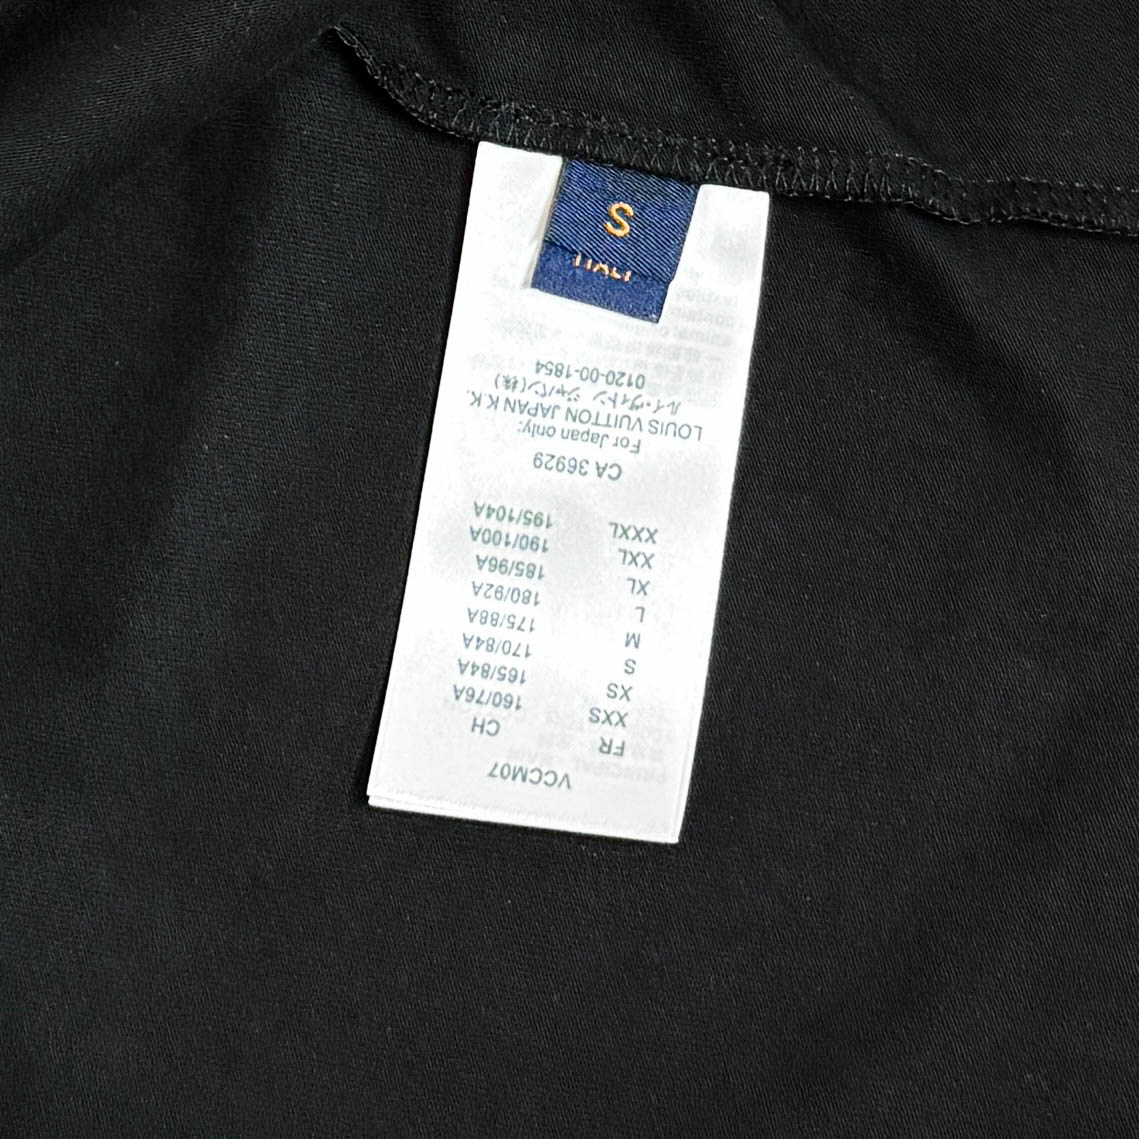 S
VCCM07
FR CH
XXS 160/76A
XS 165/84A
S 170/84A
M 175/88A
L 180/92A
XL 185/96A
XXL 190/100A
XXXL 195/104A
CA 36929
For Japan only:
LOUIS VUITTON JAPAN K.K.
ルイ・ヴィトン ジャパン(株)
0120-00-1854